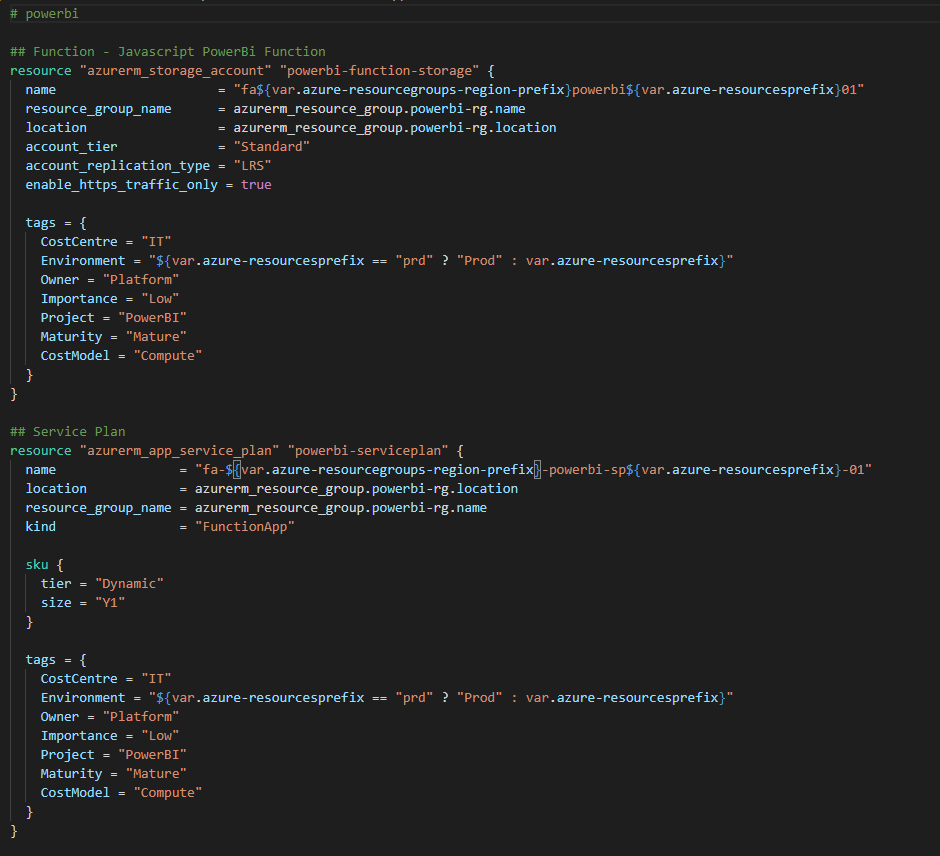 # powerbi
## Function - Javascript PowerBi Function
resource "azurerm_storage_account" "powerbi-function-storage" {
  name                      = "fa${var.azure-resourcegroups-region-prefix}powerbi${var.azure-resourcesprefix}01"
  resource_group_name       = azurerm_resource_group.powerbi-rg.name
  location                  = azurerm_resource_group.powerbi-rg.location
  account_tier              = "Standard"
  account_replication_type = "LRS"
  enable_https_traffic_only = true
  tags = {
    CostCentre = "IT"
    Environment = "${var.azure-resourcesprefix == "prd" ? "Prod" : var.azure-resourcesprefix}"
    Owner = "Platform"
    Importance = "Low"
    Project = "PowerBI"
    Maturity = "Mature"
    CostModel = "Compute"
  }
}
## Service Plan
resource "azurerm_app_service_plan" "powerbi-serviceplan" {
  name                = "fa-${var.azure-resourcegroups-region-prefix}-powerbi-sp${var.azure-resourcesprefix}-01"
  location            = azurerm_resource_group.powerbi-rg.location
  resource_group_name = azurerm_resource_group.powerbi-rg.name
  kind                = "FunctionApp"
  sku {
    tier = "Dynamic"
    size = "Y1"
  }
  tags = {
    CostCentre = "IT"
    Environment = "${var.azure-resourcesprefix == "prd" ? "Prod" : var.azure-resourcesprefix}"
    Owner = "Platform"
    Importance = "Low"
    Project = "PowerBI"
    Maturity = "Mature"
    CostModel = "Compute"
  }
}